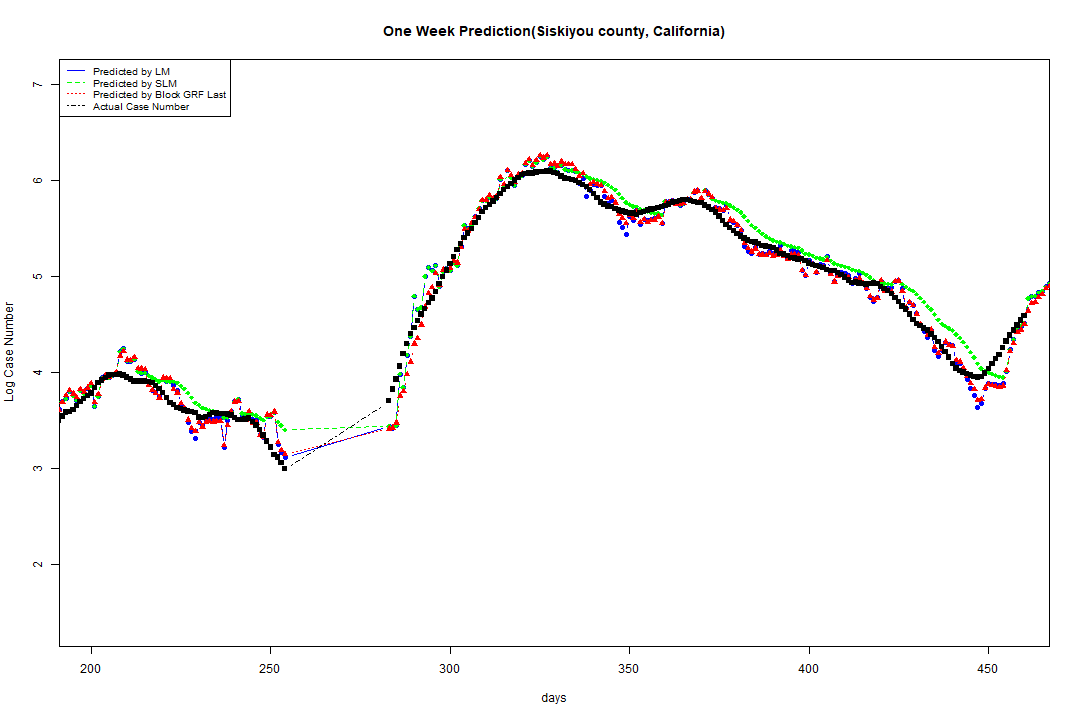 One Week Prediction(Siskiyou county, California)
Predicted by LM
Predicted by SLM
Predicted by Block GRF Last
Actual Case Number
7
6
5
4
3
2
Log Case Number
200 250 300 350 400 450
days